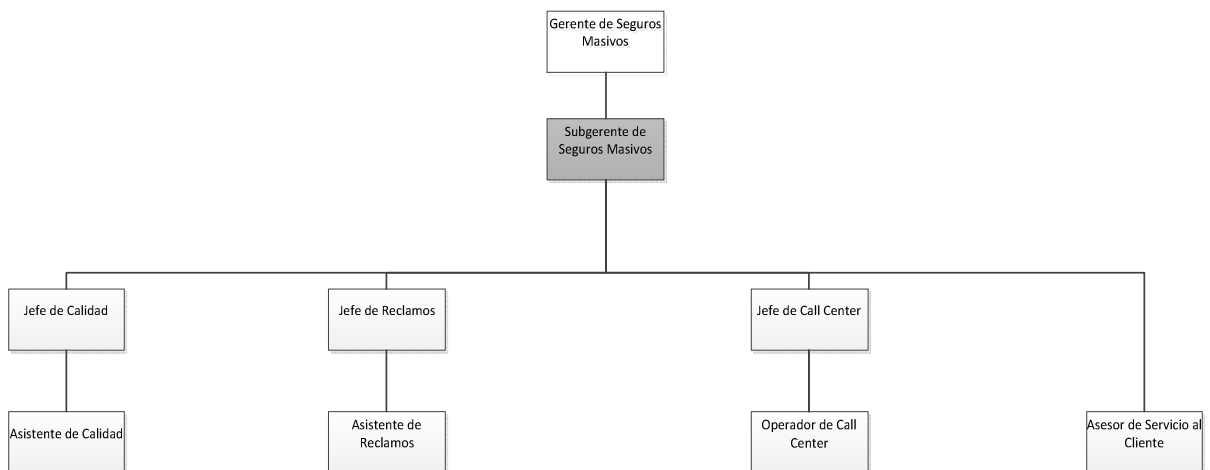 Gerente de Seguros
Masivos
Subgerente de
Seguros Masivos
Jefe de Calidad
Jefe de Reclamos
Jefe de Call Center
Asistente de Calidad
Asistente de
Reclamos
Operador de Call
Center
Asesor de Servicio al
Cliente